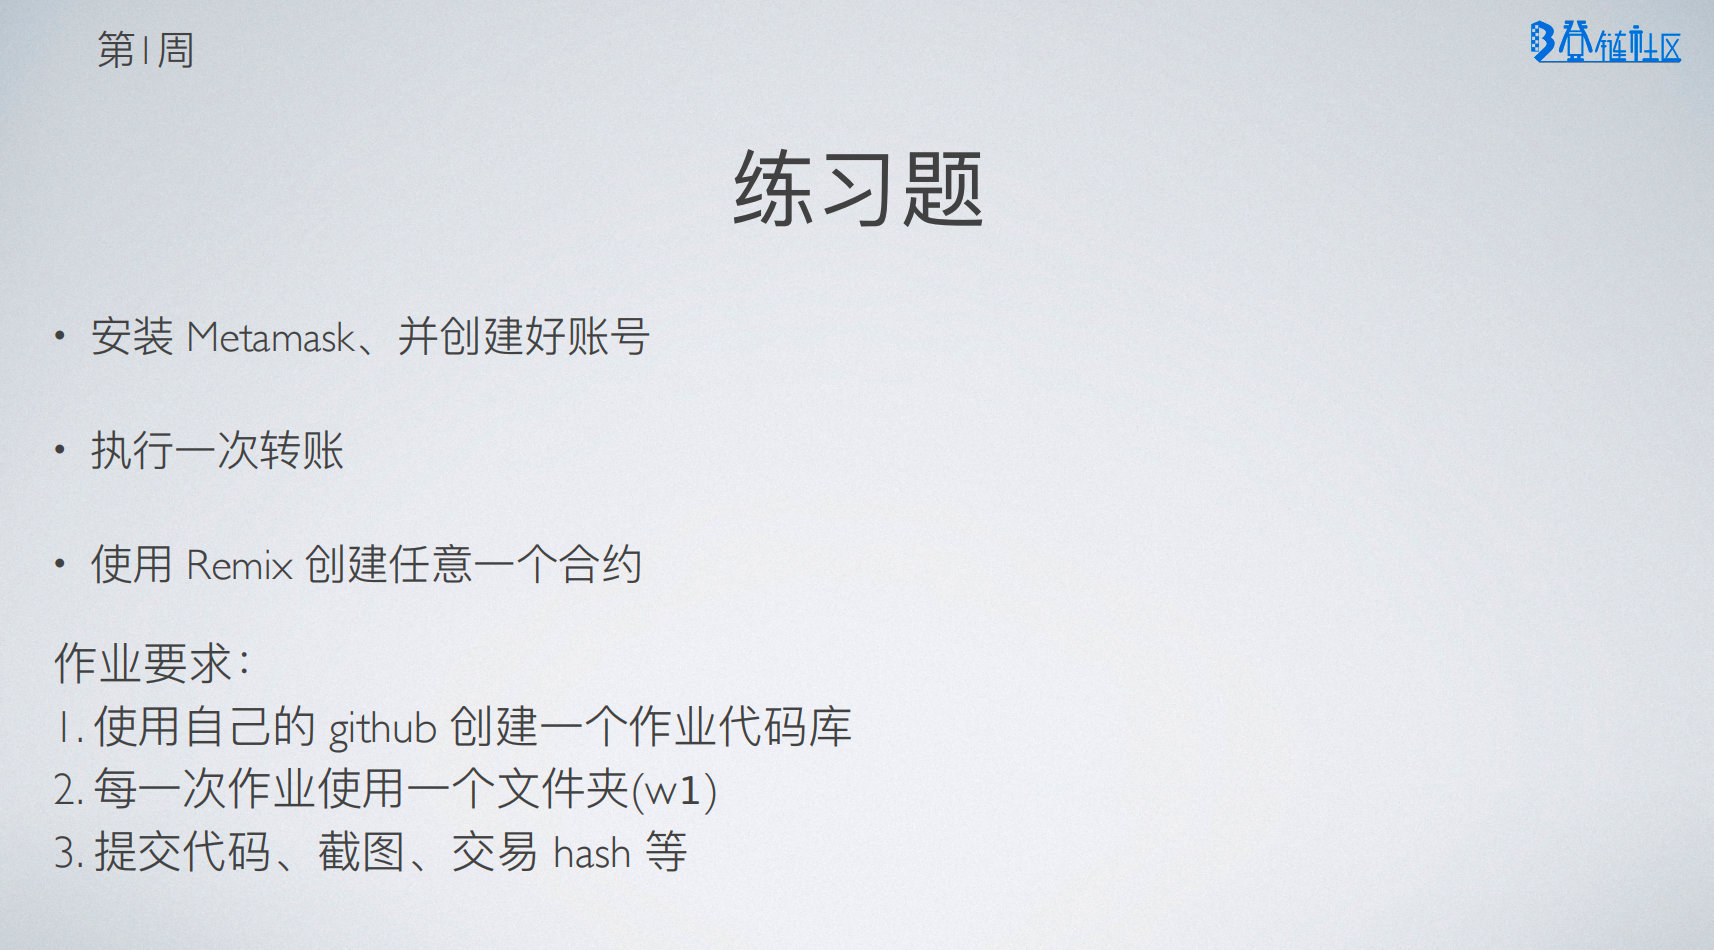 第1周
登链社区
练习题
• 安装 Metamask、并创建好账号
• 执行一次转账
• 使用 Remix 创建任意一个合约
作业要求：
1. 使用自己的 github 创建一个作业代码库
2. 每一次作业使用一个文件夹(w1)
3. 提交代码、截图、交易 hash 等